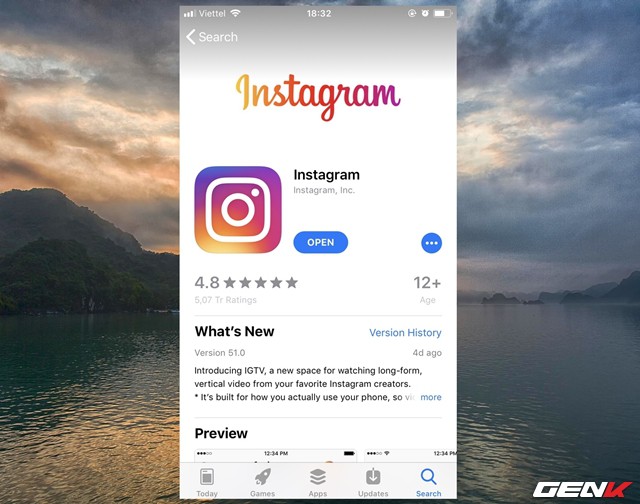 Viettel 18:32
Search
Instagram
Instagram
Instagram, Inc.
OPEN
4.8 12+
5,07 Tr Ratings Age
What's New Version History
Version 51.0 4d ago
Introducing IGTV, a new space for watching long-form,
vertical video from your favorite Instagram creators.
* It's built for how you actually use your phone, so more
Preview
12:34 PM 12:34 PM
Today Games Apps Updates Search
GENK